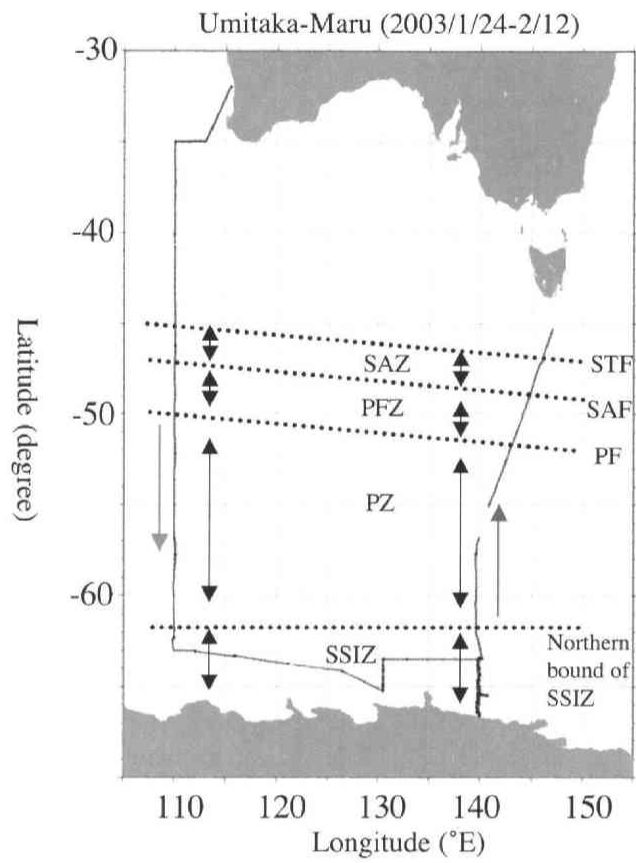 Umitaka-Maru (2003/1/24-2/12)
-30
-40
-50
-60
Latitude (degree)
SAZ
STF
PFZ
SAF
PF
PZ
SSIZ
Northern
bound of
SSIZ
110 120 130 140 150
Longitude (°E)